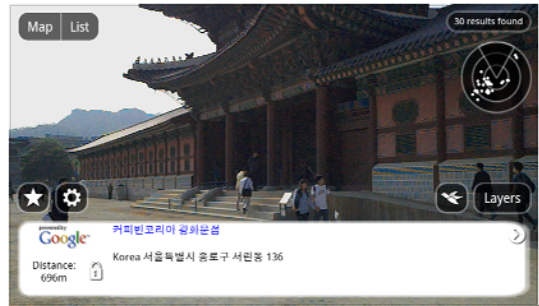 Map List
30 results found
Layers
powered by
Google™
커피빈코리아 광화문점
Korea 서울특별시 종로구 서린동 136
Distance:
696m